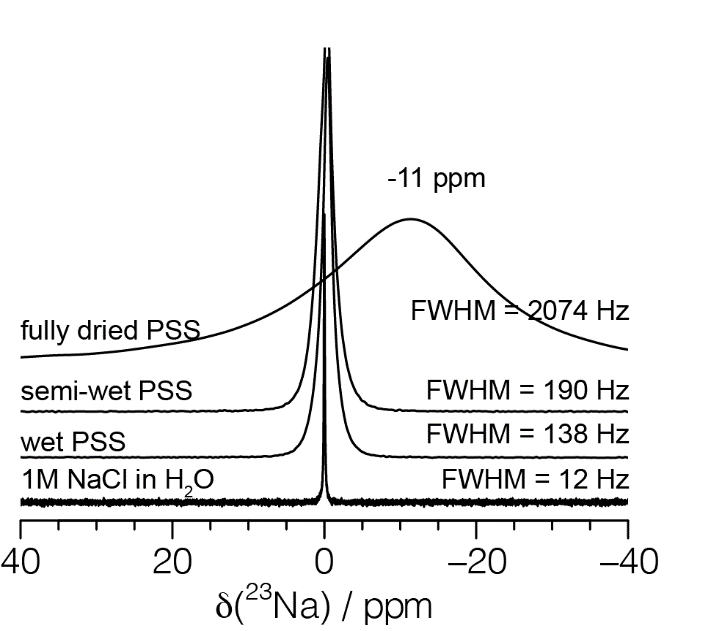 -11 ppm
FWHM = 2074 Hz
fully dried PSS
semi-wet PSS
FWHM = 190 Hz
wet PSS
FWHM = 138 Hz
1M NaCl in H₂O
FWHM = 12 Hz
40 20 0 –20 –40
δ(²³Na) / ppm